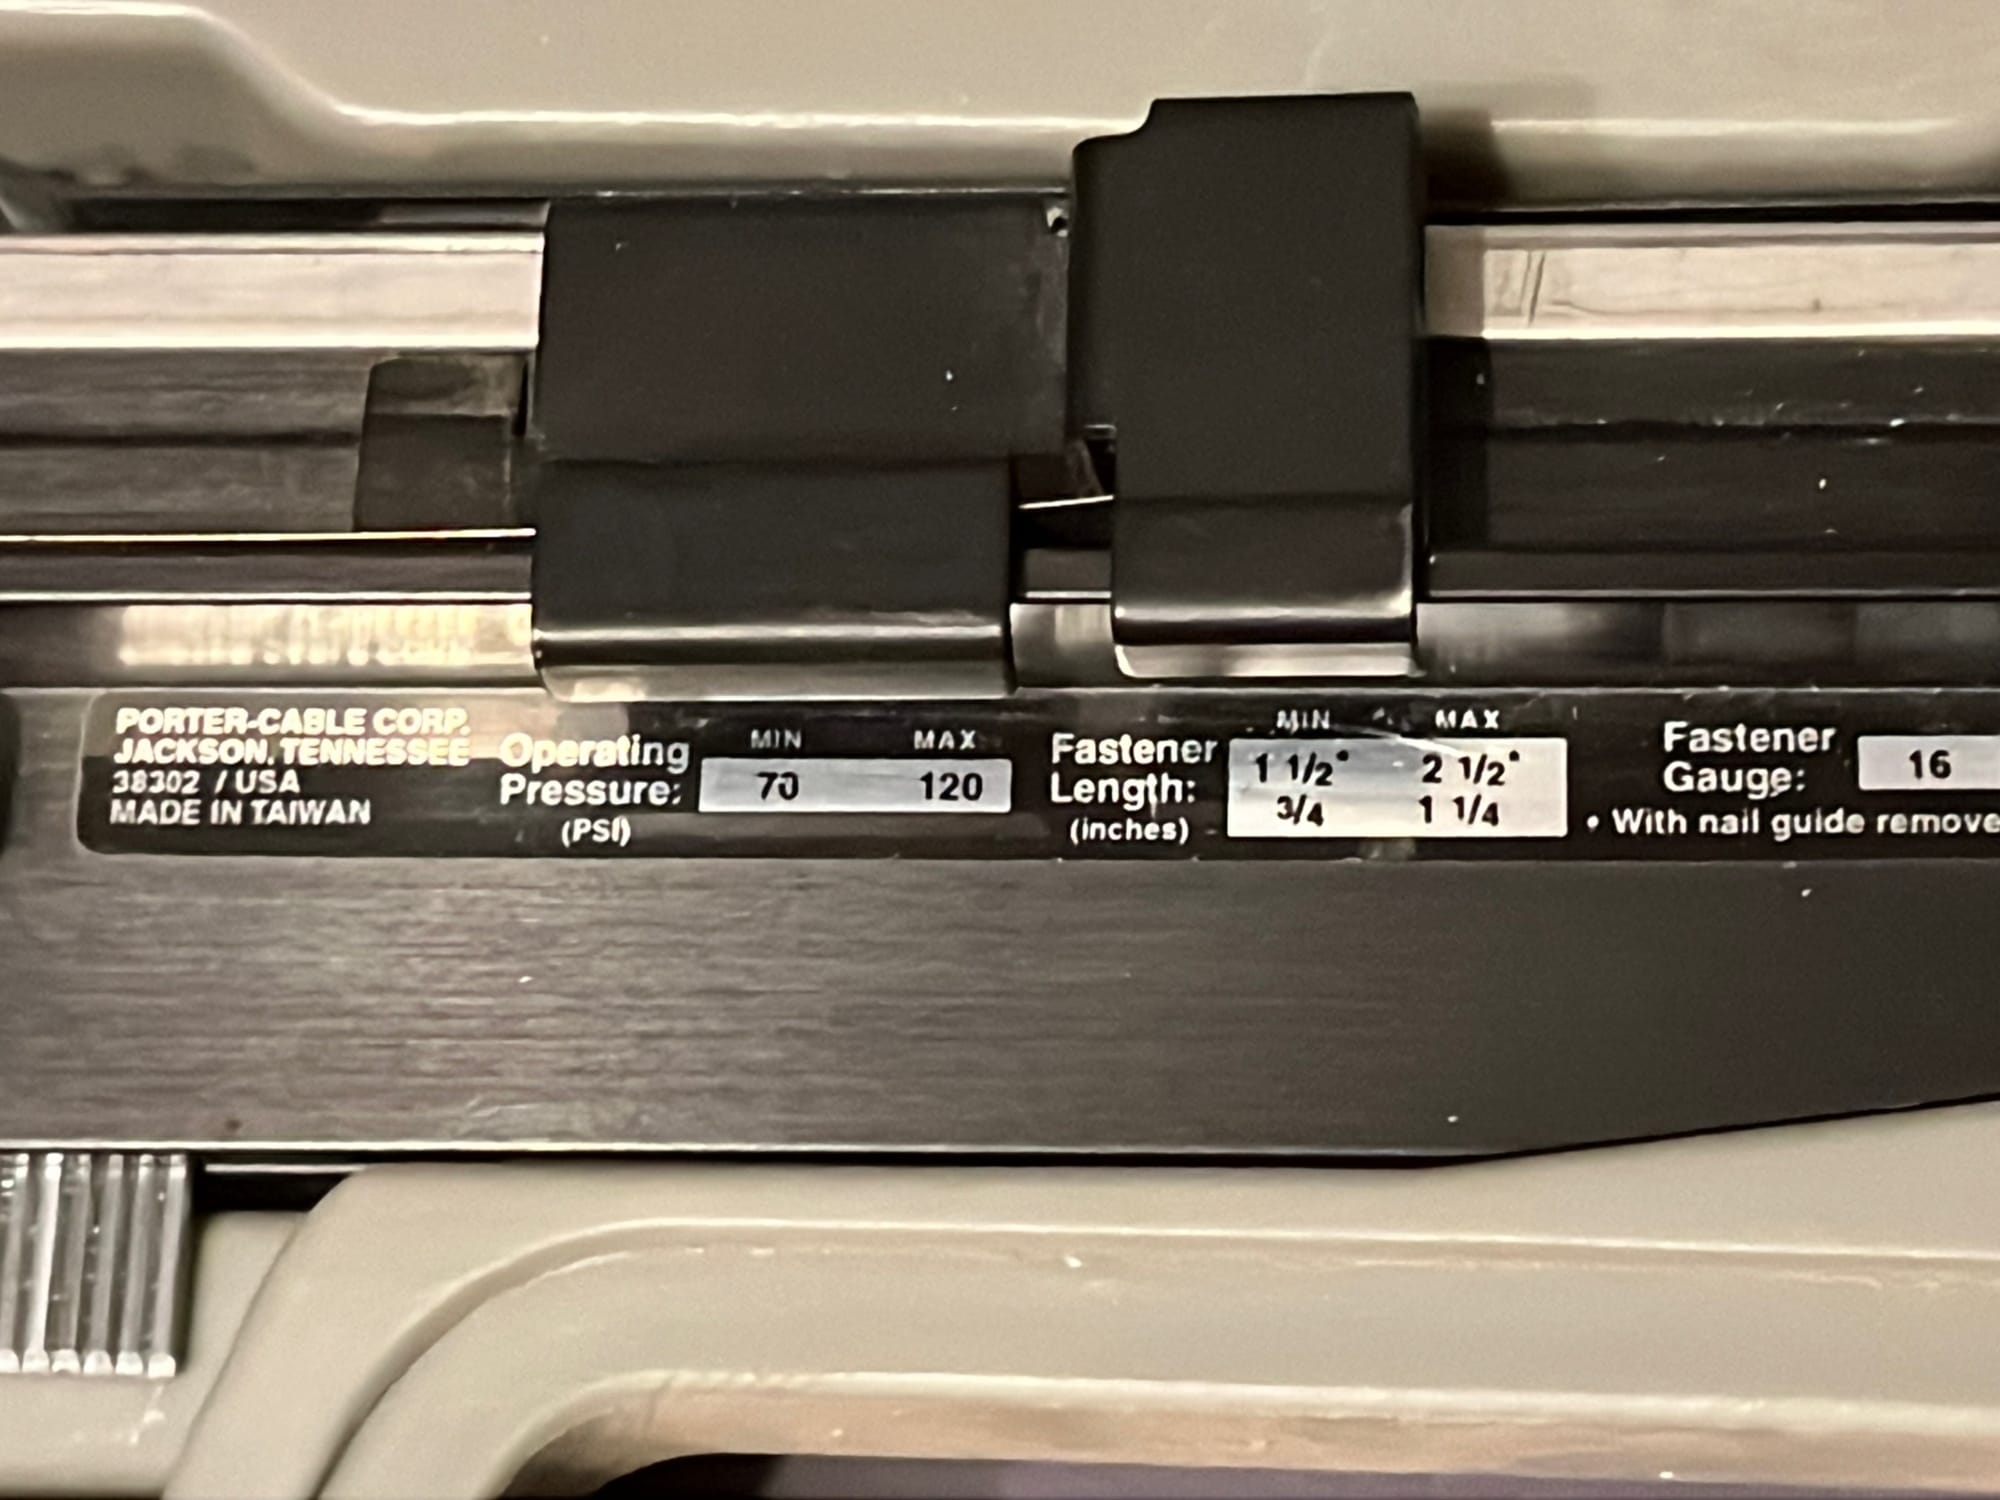 PORTER-CABLE CORP.
JACKSON, TENNESSEE
38302 / USA
MADE IN TAIWAN
Operating
Pressure:
(PSI)
MIN MAX
70 120
Fastener
Length:
(inches)
MIN MAX
1 1/2• 2 1/2•
3/4 1 1/4
Fastener
Gauge:
16
• With nail guide remove